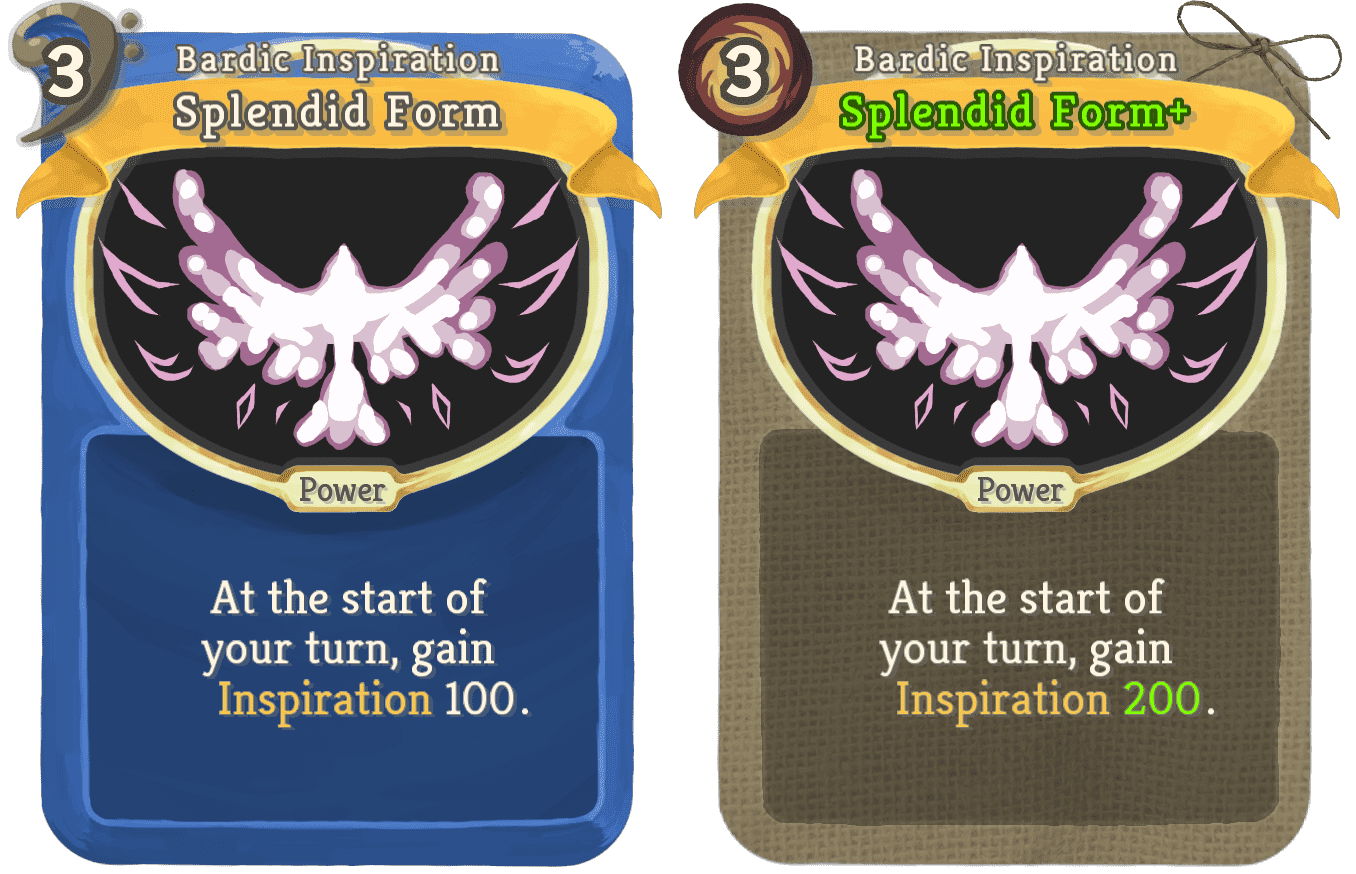 3
Bardic Inspiration
Splendid Form
Power
At the start of
your turn, gain
Inspiration 100.
3
Bardic Inspiration
Splendid Form+
Power
At the start of
your turn, gain
Inspiration 200.